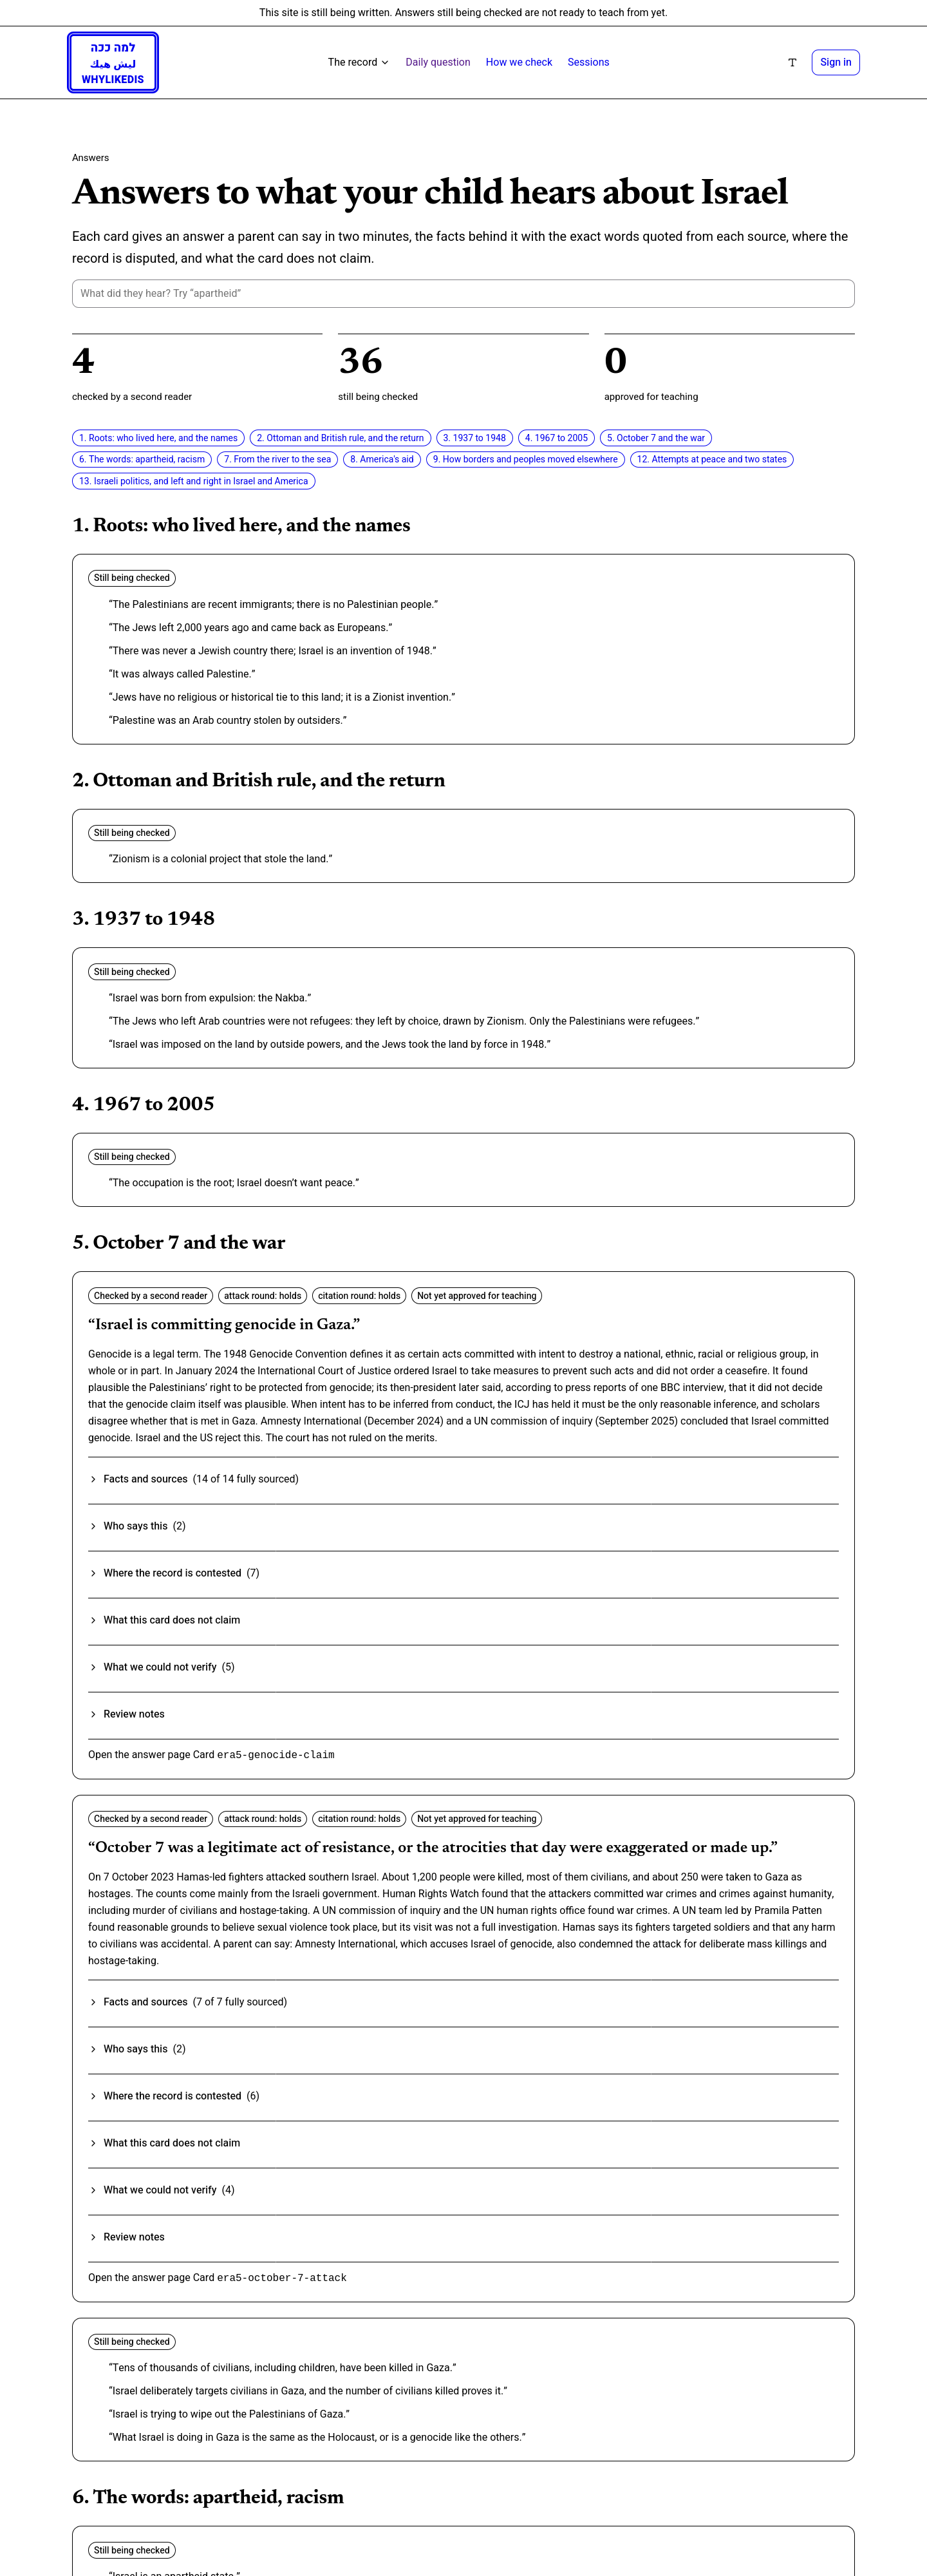 This site is still being written. Answers still being checked are not ready to teach from yet.
למה ככה
ليش هيك
WHYLIKEDIS
The record
Daily question
How we check
Sessions
Sign in
Answers
Answers to what your child hears about Israel
Each card gives an answer a parent can say in two minutes, the facts behind it with the exact words quoted from each source, where the
record is disputed, and what the card does not claim.
What did they hear? Try “apartheid”
4
checked by a second reader
36
still being checked
0
approved for teaching
1. Roots: who lived here, and the names
2. Ottoman and British rule, and the return
3. 1937 to 1948
4. 1967 to 2005
5. October 7 and the war
6. The words: apartheid, racism
7. From the river to the sea
8. America's aid
9. How borders and peoples moved elsewhere
12. Attempts at peace and two states
13. Israeli politics, and left and right in Israel and America
1. Roots: who lived here, and the names
Still being checked
“The Palestinians are recent immigrants; there is no Palestinian people.”
“The Jews left 2,000 years ago and came back as Europeans.”
“There was never a Jewish country there; Israel is an invention of 1948.”
“It was always called Palestine.”
“Jews have no religious or historical tie to this land; it is a Zionist invention.”
“Palestine was an Arab country stolen by outsiders.”
2. Ottoman and British rule, and the return
Still being checked
“Zionism is a colonial project that stole the land.”
3. 1937 to 1948
Still being checked
“Israel was born from expulsion: the Nakba.”
“The Jews who left Arab countries were not refugees: they left by choice, drawn by Zionism. Only the Palestinians were refugees.”
“Israel was imposed on the land by outside powers, and the Jews took the land by force in 1948.”
4. 1967 to 2005
Still being checked
“The occupation is the root; Israel doesn’t want peace.”
5. October 7 and the war
Checked by a second reader
attack round: holds
citation round: holds
Not yet approved for teaching
“Israel is committing genocide in Gaza.”
Genocide is a legal term. The 1948 Genocide Convention defines it as certain acts committed with intent to destroy a national, ethnic, racial or religious group, in
whole or in part. In January 2024 the International Court of Justice ordered Israel to take measures to prevent such acts and did not order a ceasefire. It found
plausible the Palestinians’ right to be protected from genocide; its then-president later said, according to press reports of one BBC interview, that it did not decide
that the genocide claim itself was plausible. When intent has to be inferred from conduct, the ICJ has held it must be the only reasonable inference, and scholars
disagree whether that is met in Gaza. Amnesty International (December 2024) and a UN commission of inquiry (September 2025) concluded that Israel committed
genocide. Israel and the US reject this. The court has not ruled on the merits.
Facts and sources (14 of 14 fully sourced)
Who says this (2)
Where the record is contested (7)
What this card does not claim
What we could not verify (5)
Review notes
Open the answer page Card era5-genocide-claim
Checked by a second reader
attack round: holds
citation round: holds
Not yet approved for teaching
“October 7 was a legitimate act of resistance, or the atrocities that day were exaggerated or made up.”
On 7 October 2023 Hamas-led fighters attacked southern Israel. About 1,200 people were killed, most of them civilians, and about 250 were taken to Gaza as
hostages. The counts come mainly from the Israeli government. Human Rights Watch found that the attackers committed war crimes and crimes against humanity,
including murder of civilians and hostage-taking. A UN commission of inquiry and the UN human rights office found war crimes. A UN team led by Pramila Patten
found reasonable grounds to believe sexual violence took place, but its visit was not a full investigation. Hamas says its fighters targeted soldiers and that any harm
to civilians was accidental. A parent can say: Amnesty International, which accuses Israel of genocide, also condemned the attack for deliberate mass killings and
hostage-taking.
Facts and sources (7 of 7 fully sourced)
Who says this (2)
Where the record is contested (6)
What this card does not claim
What we could not verify (4)
Review notes
Open the answer page Card era5-october-7-attack
Still being checked
“Tens of thousands of civilians, including children, have been killed in Gaza.”
“Israel deliberately targets civilians in Gaza, and the number of civilians killed proves it.”
“Israel is trying to wipe out the Palestinians of Gaza.”
“What Israel is doing in Gaza is the same as the Holocaust, or is a genocide like the others.”
6. The words: apartheid, racism
Still being checked
“Israel is an apartheid state.”